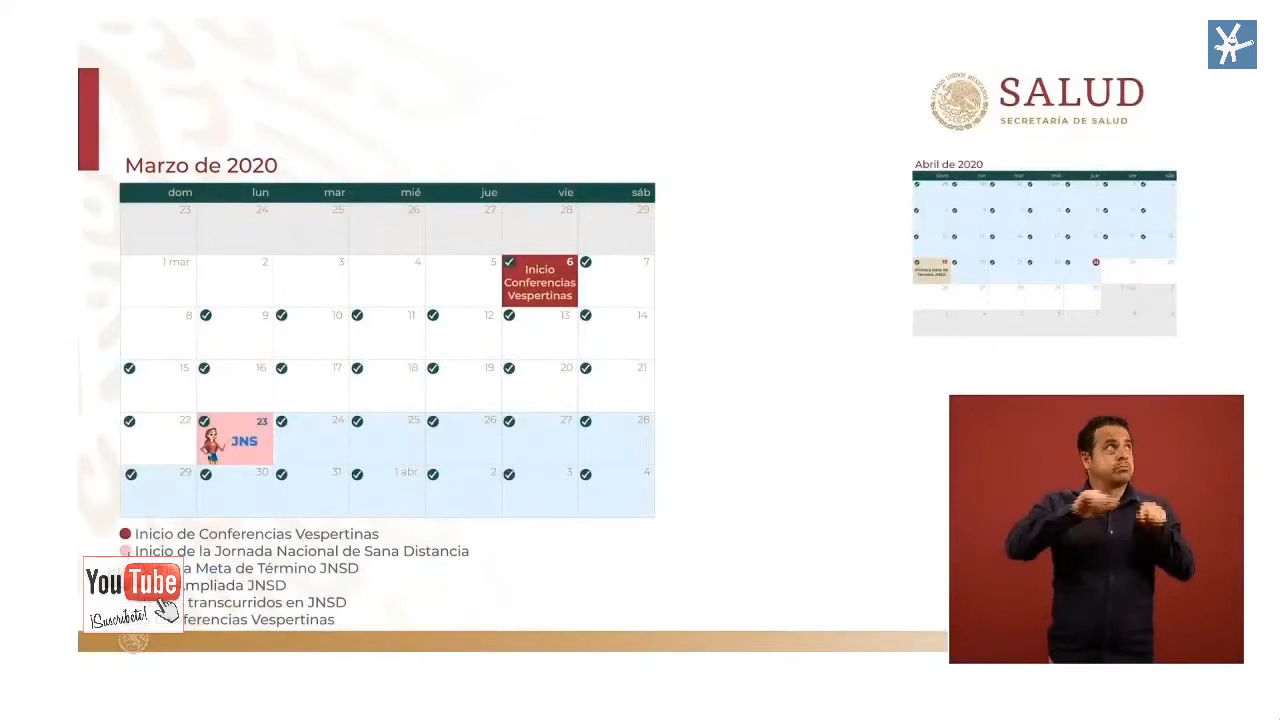 SALUD
SECRETARÍA DE SALUD
Marzo de 2020
dom lun mar mié jue vie sáb
23 24 25 26 27 28 29
1 mar 2 3 4 5 6 7
Inicio
Conferencias
Vespertinas
8 9 10 11 12 13 14
15 16 17 18 19 20 21
22 23 24 25 26 27 28
JNS
29 30 31 1 abr 2 3 4
Abril de 2020
Inicio de Conferencias Vespertinas
Inicio de la Jornada Nacional de Sana Distancia
a Meta de Término JNSD
Ampliada JNSD
transcurridos en JNSD
ferencias Vespertinas
YouTube
¡Suscríbete!